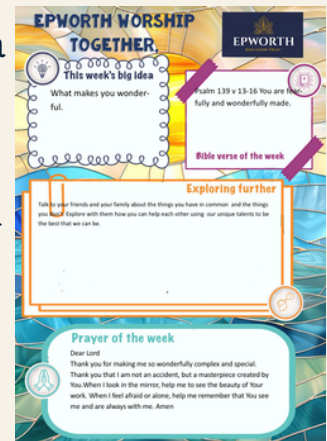 EPWORTH WORSHIP
TOGETHER.
EPWORTH
EDUCATION TRUST
This week's big idea
What makes you wonder-
ful.
Psalm 139 v 13-16 You are fear-
fully and wonderfully made.
Bible verse of the week
Exploring further
Talk to your friends and your family about the things you have in common and the things
you don't. Explore with them how you can help each other using our unique talents to be
the best that we can be.
Prayer of the week
Dear Lord
Thank you for making me so wonderfully complex and special.
Thank you that I am not an accident, but a masterpiece created by
You.When I look in the mirror, help me to see the beauty of Your
work. When I feel afraid or alone, help me remember that You see
me and are always with me. Amen